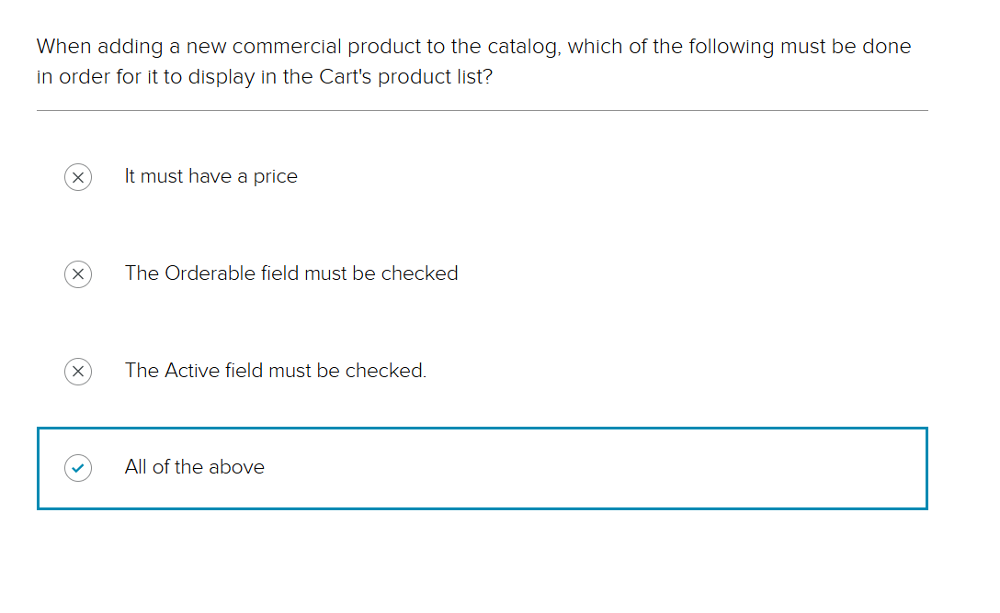 When adding a new commercial product to the catalog, which of the following must be done
in order for it to display in the Cart's product list?
It must have a price
The Orderable field must be checked
The Active field must be checked.
All of the above